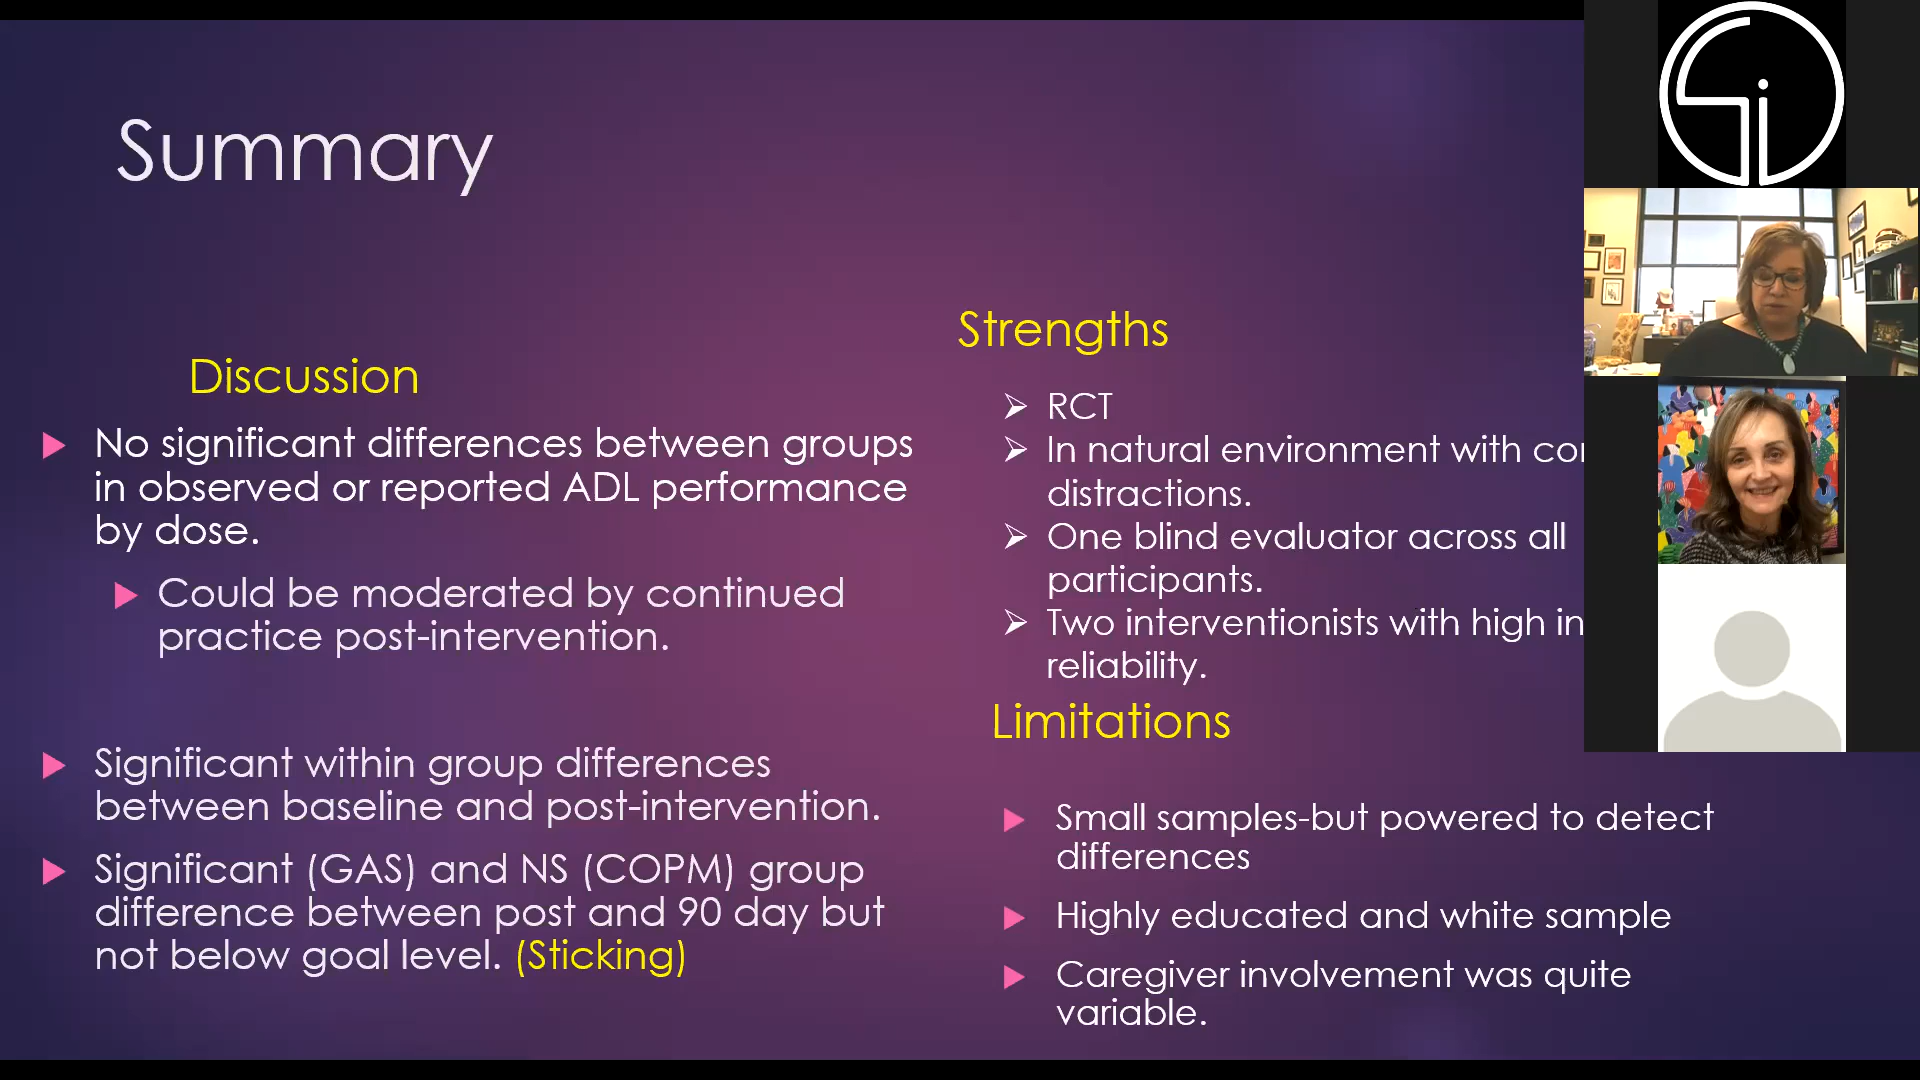 Summary
Discussion
No significant differences between groups
in observed or reported ADL performance
by dose.
Could be moderated by continued
practice post-intervention.
Significant within group differences
between baseline and post-intervention.
Significant (GAS) and NS (COPM) group
difference between post and 90 day but
not below goal level. (Sticking)
Strengths
RCT
In natural environment with
distractions.
One blind evaluator across all
participants.
Two interventionists with high
reliability.
Limitations
Small samples-but powered to detect
differences
Highly educated and white sample
Caregiver involvement was quite
variable.